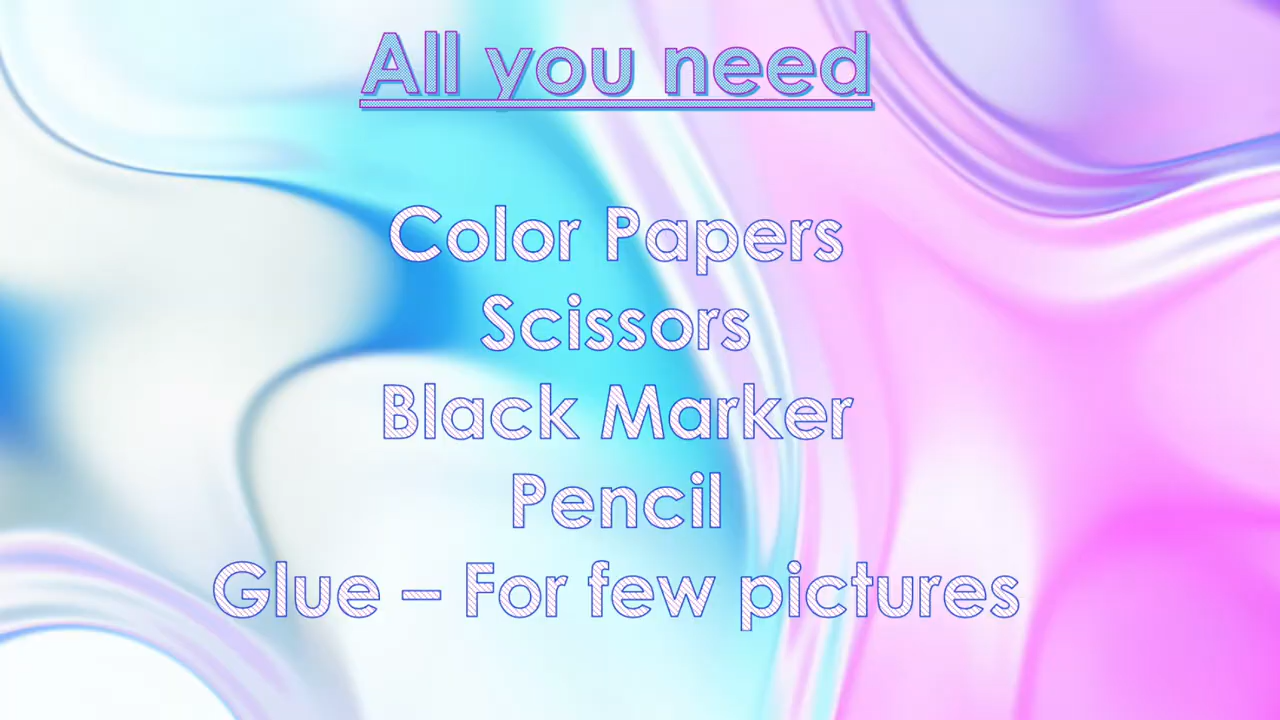 All you need
Color Papers
Scissors
Black Marker
Pencil
Glue – For few pictures